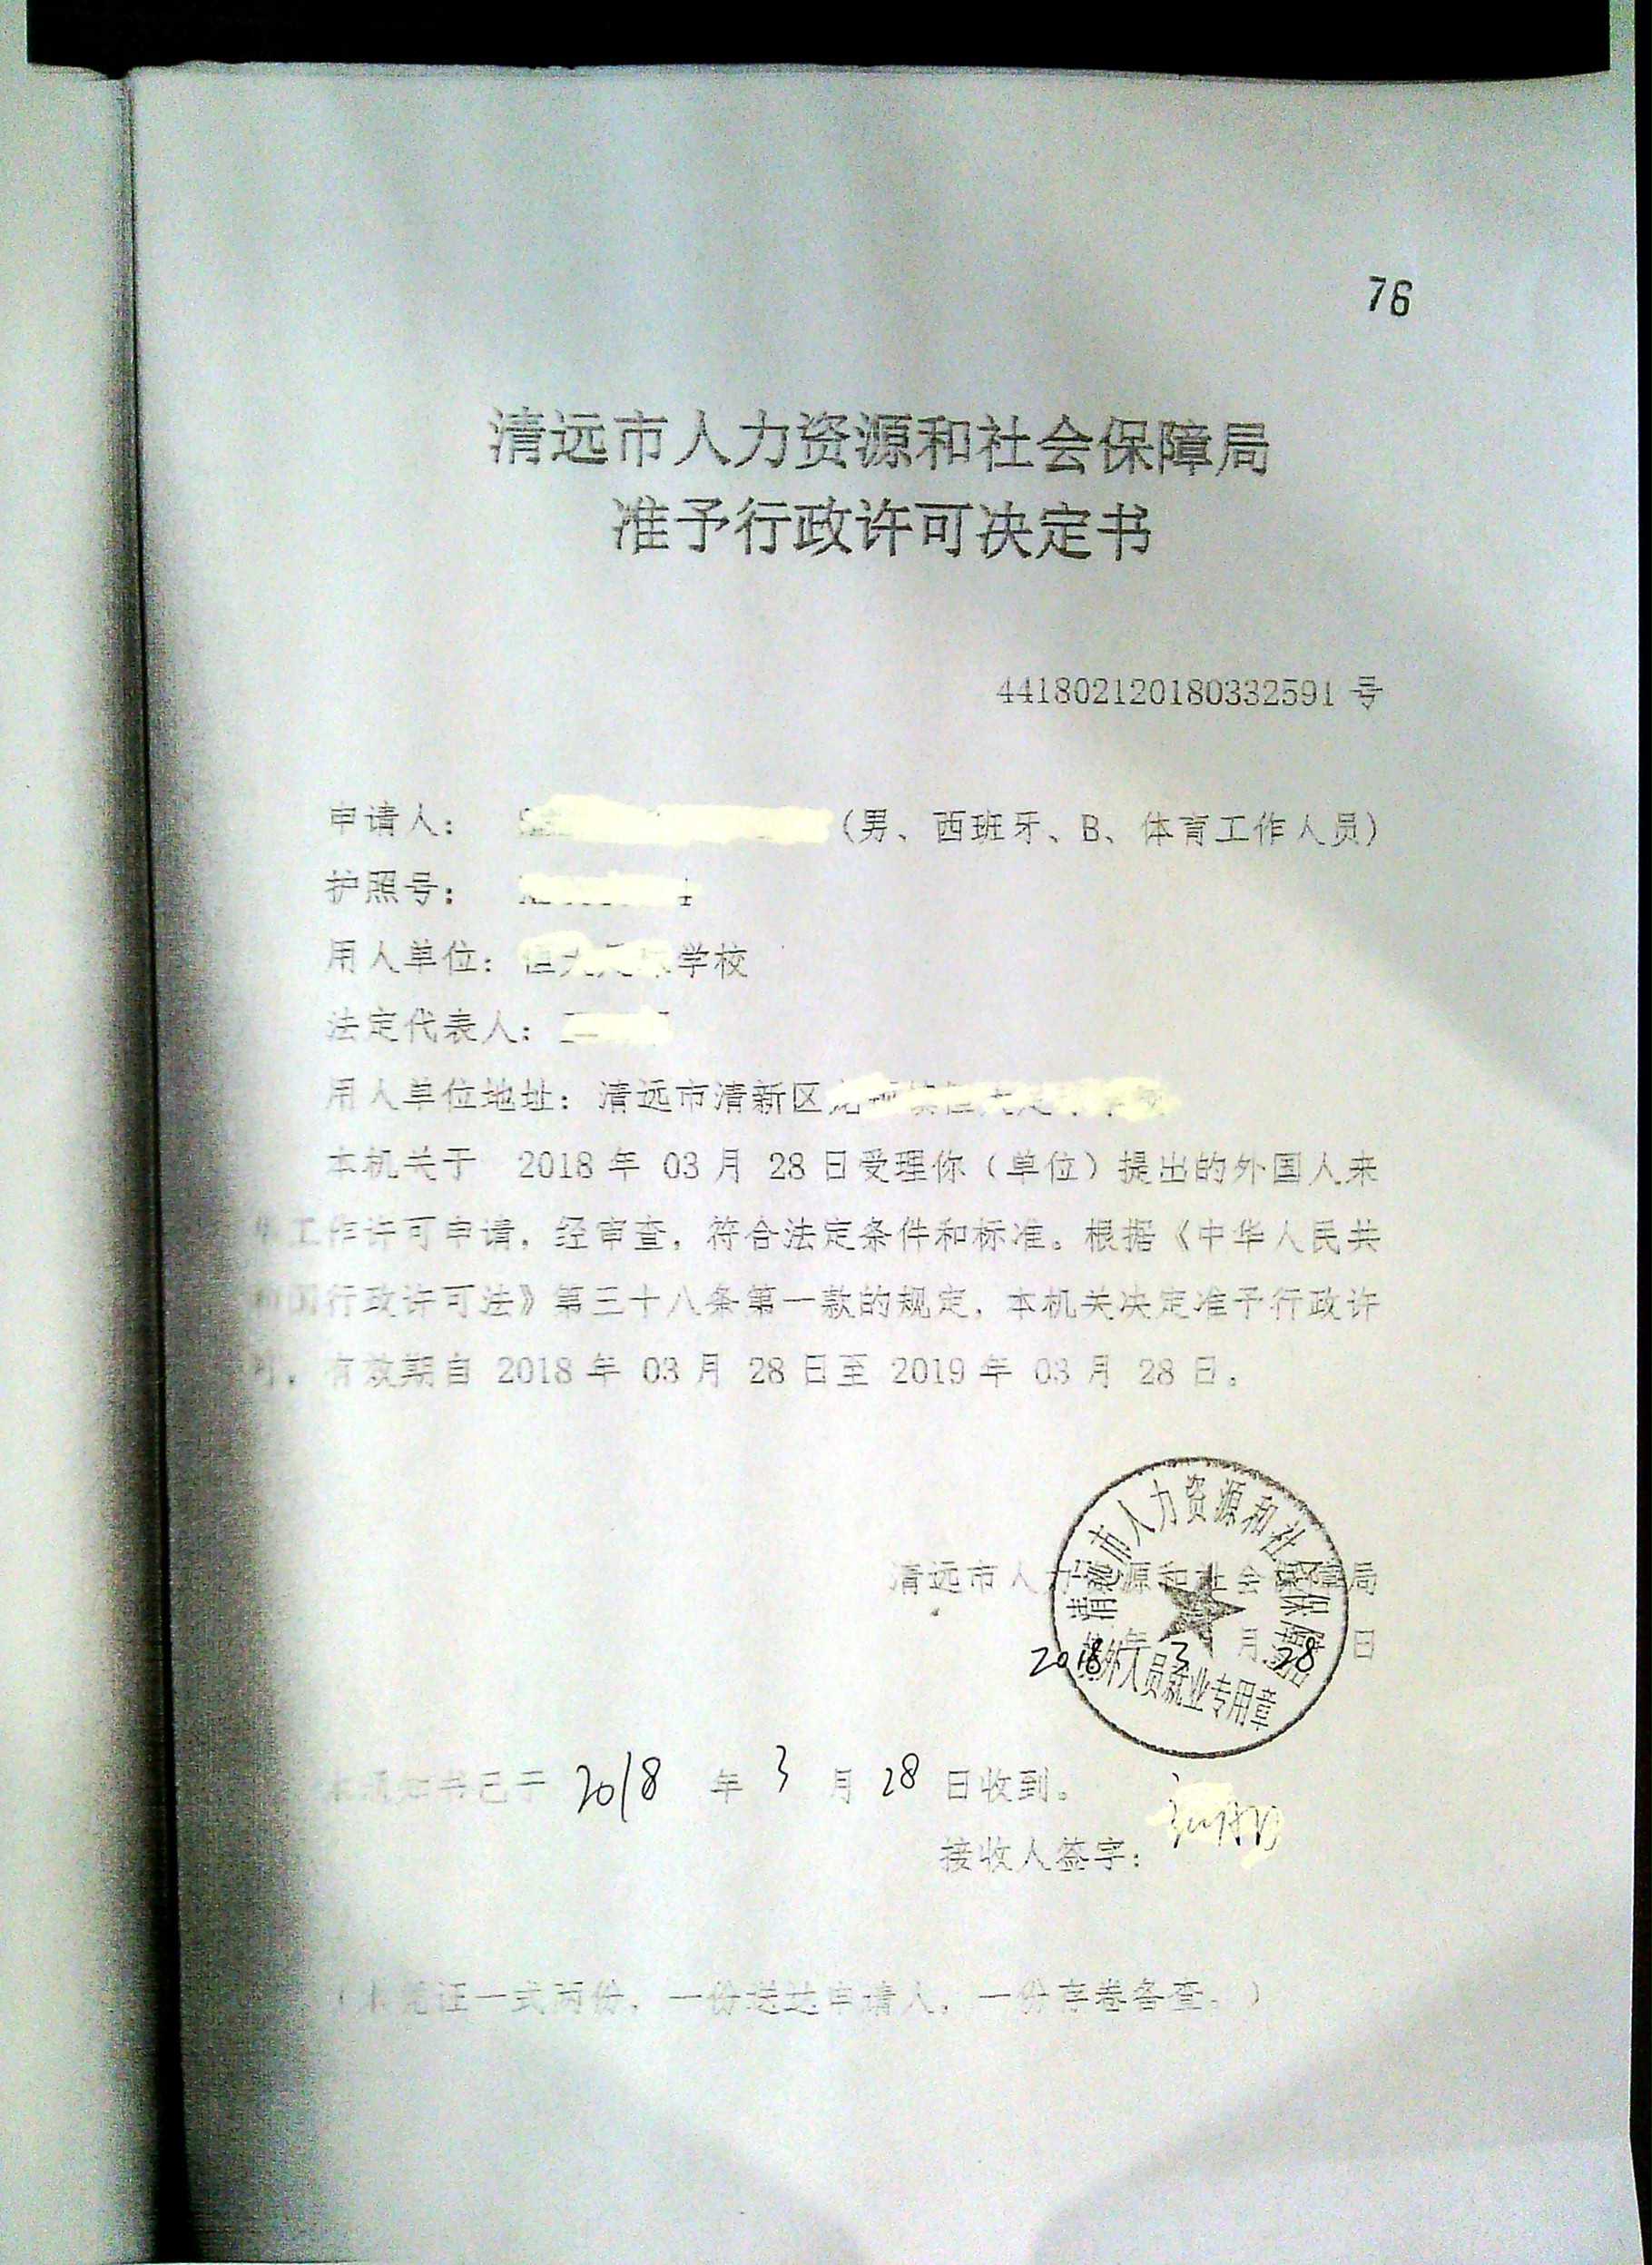 76
清远市人力资源和社会保障局
准予行政许可决定书
441802120180332591 号
申请人： （男、西班牙、B、体育工作人员）
护照号：
用人单位： 学校
法定代表人：
用人单位地址：清远市清新区
本机关于 2018 年 03 月 28 日受理你（单位）提出的外国人来
华工作许可申请，经审查，符合法定条件和标准。根据《中华人民共
和国行政许可法》第三十八条第一款的规定，本机关决定准予行政许
可，有效期自 2018 年 03 月 28 日至 2019 年 03 月 28 日。
清远市人力资源和社会保障局
2018 年 3 月 28 日
清远市人力资源和社会保障局
涉外人员就业专用章
本通知书已于 2018 年 3 月 28 日收到。
接收人签字：
（本凭证一式两份，一份送达申请人，一份存卷备查。）